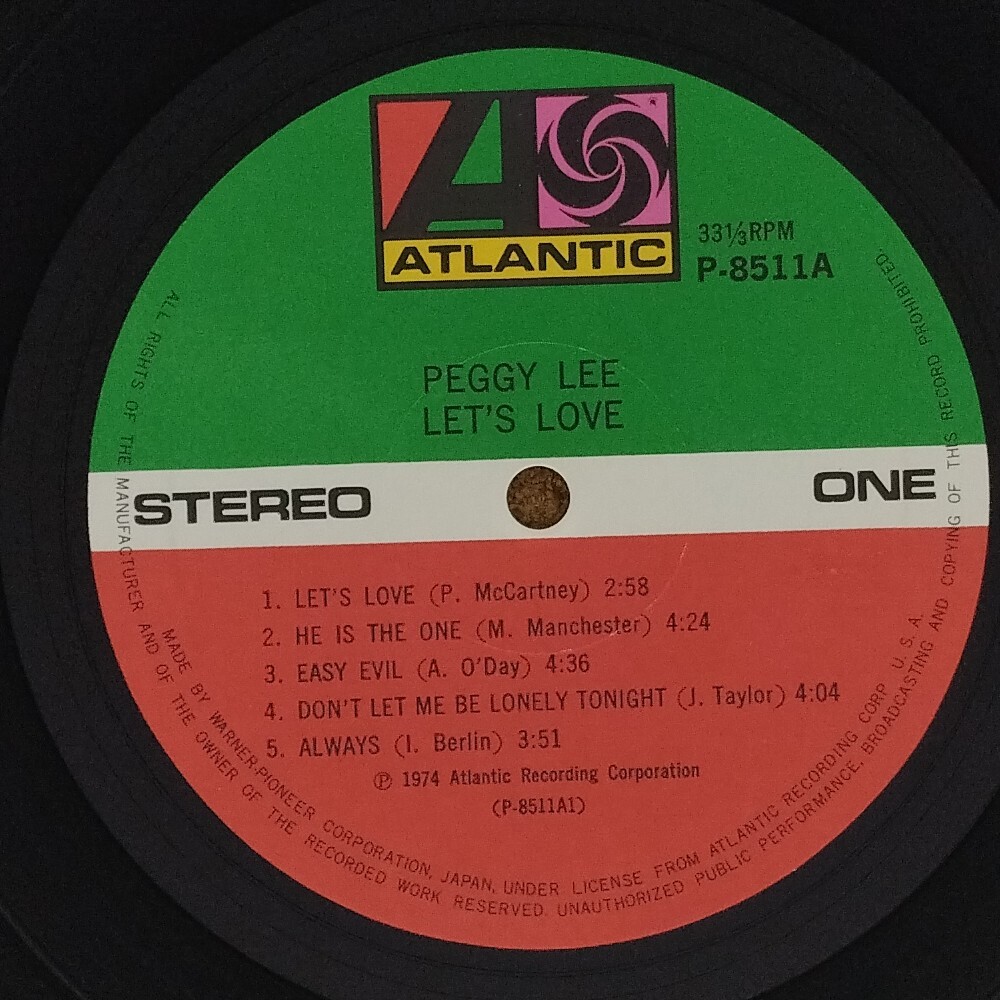 ATLANTIC
33⅓RPM
P-8511A
PEGGY LEE
LET'S LOVE
STEREO
ONE
1. LET'S LOVE (P. McCartney) 2:58
2. HE IS THE ONE (M. Manchester) 4:24
3. EASY EVIL (A. O'Day) 4:36
4. DON'T LET ME BE LONELY TONIGHT (J. Taylor) 4:04
5. ALWAYS (I. Berlin) 3:51
Ⓟ 1974 Atlantic Recording Corporation
(P-8511A1)
MADE BY WARNER-PIONEER CORPORATION, JAPAN, UNDER LICENSE FROM ATLANTIC RECORDING CORP. U. S. A.
ALL RIGHTS OF THE MANUFACTURER AND OF THE OWNER OF THE RECORDED WORK RESERVED. UNAUTHORIZED PUBLIC PERFORMANCE, BROADCASTING AND COPYING OF THIS RECORD PROHIBITED.